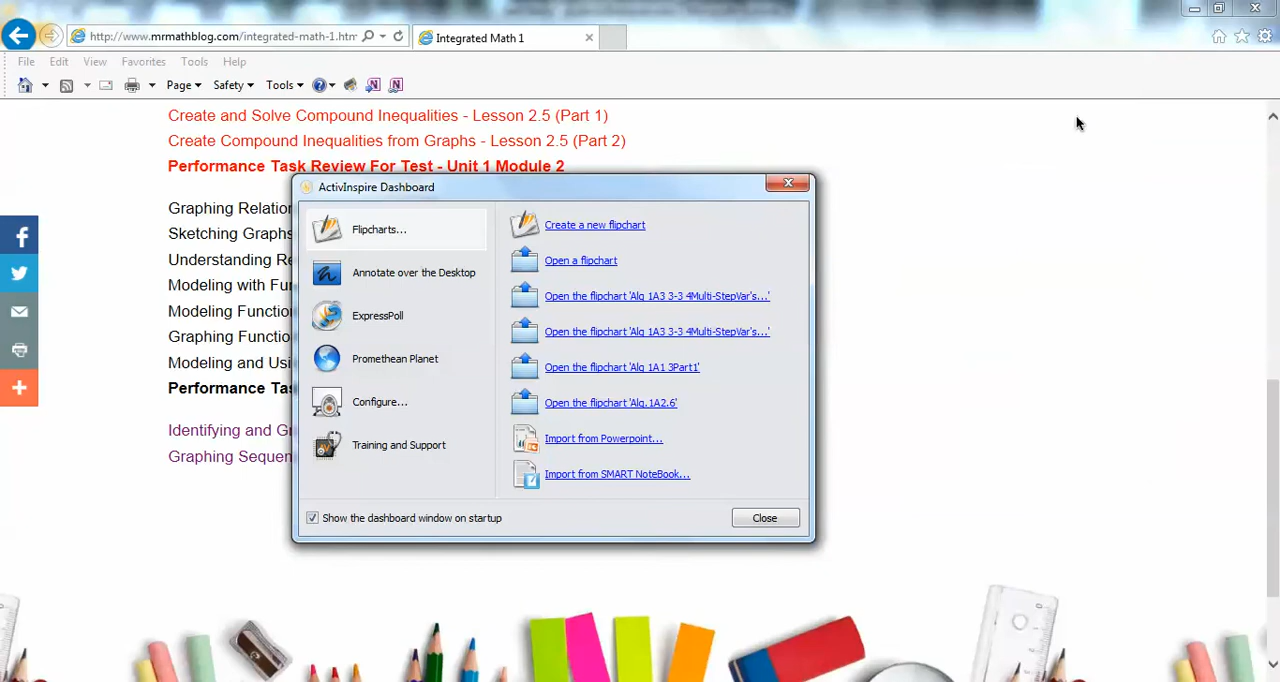 http://www.mrmathblog.com/integrated-math-1.htm
Integrated Math 1
File Edit View Favorites Tools Help
Page Safety Tools
Create and Solve Compound Inequalities - Lesson 2.5 (Part 1)
Create Compound Inequalities from Graphs - Lesson 2.5 (Part 2)
Performance Task Review For Test - Unit 1 Module 2
Graphing Relatio
Sketching Graphs
Understanding Re
Modeling with Fu
Modeling Functio
Graphing Function
Modeling and Usi
Performance Tas
Identifying and Gr
Graphing Sequen
ActivInspire Dashboard
Flipcharts...
Annotate over the Desktop
ExpressPoll
Promethean Planet
Configure...
Training and Support
Create a new flipchart
Open a flipchart
Open the flipchart 'Alg 1A3 3-3 4Multi-StepVar's...'
Open the flipchart 'Alg 1A3 3-3 4Multi-StepVar's...'
Open the flipchart 'Alg 1A1 3Part1'
Open the flipchart 'Alg.1A2.6'
Import from Powerpoint...
Import from SMART NoteBook...
Show the dashboard window on startup
Close